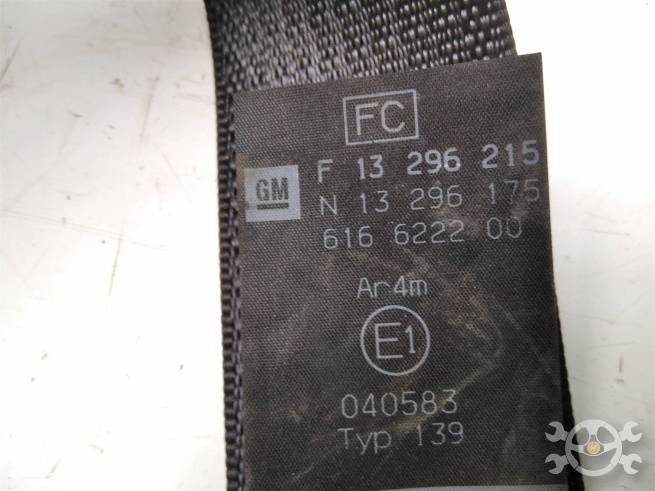 FC
GM
F 13 296 215
N 13 296 175
616 6222 00
Ar4m
E1
040583
Typ 139